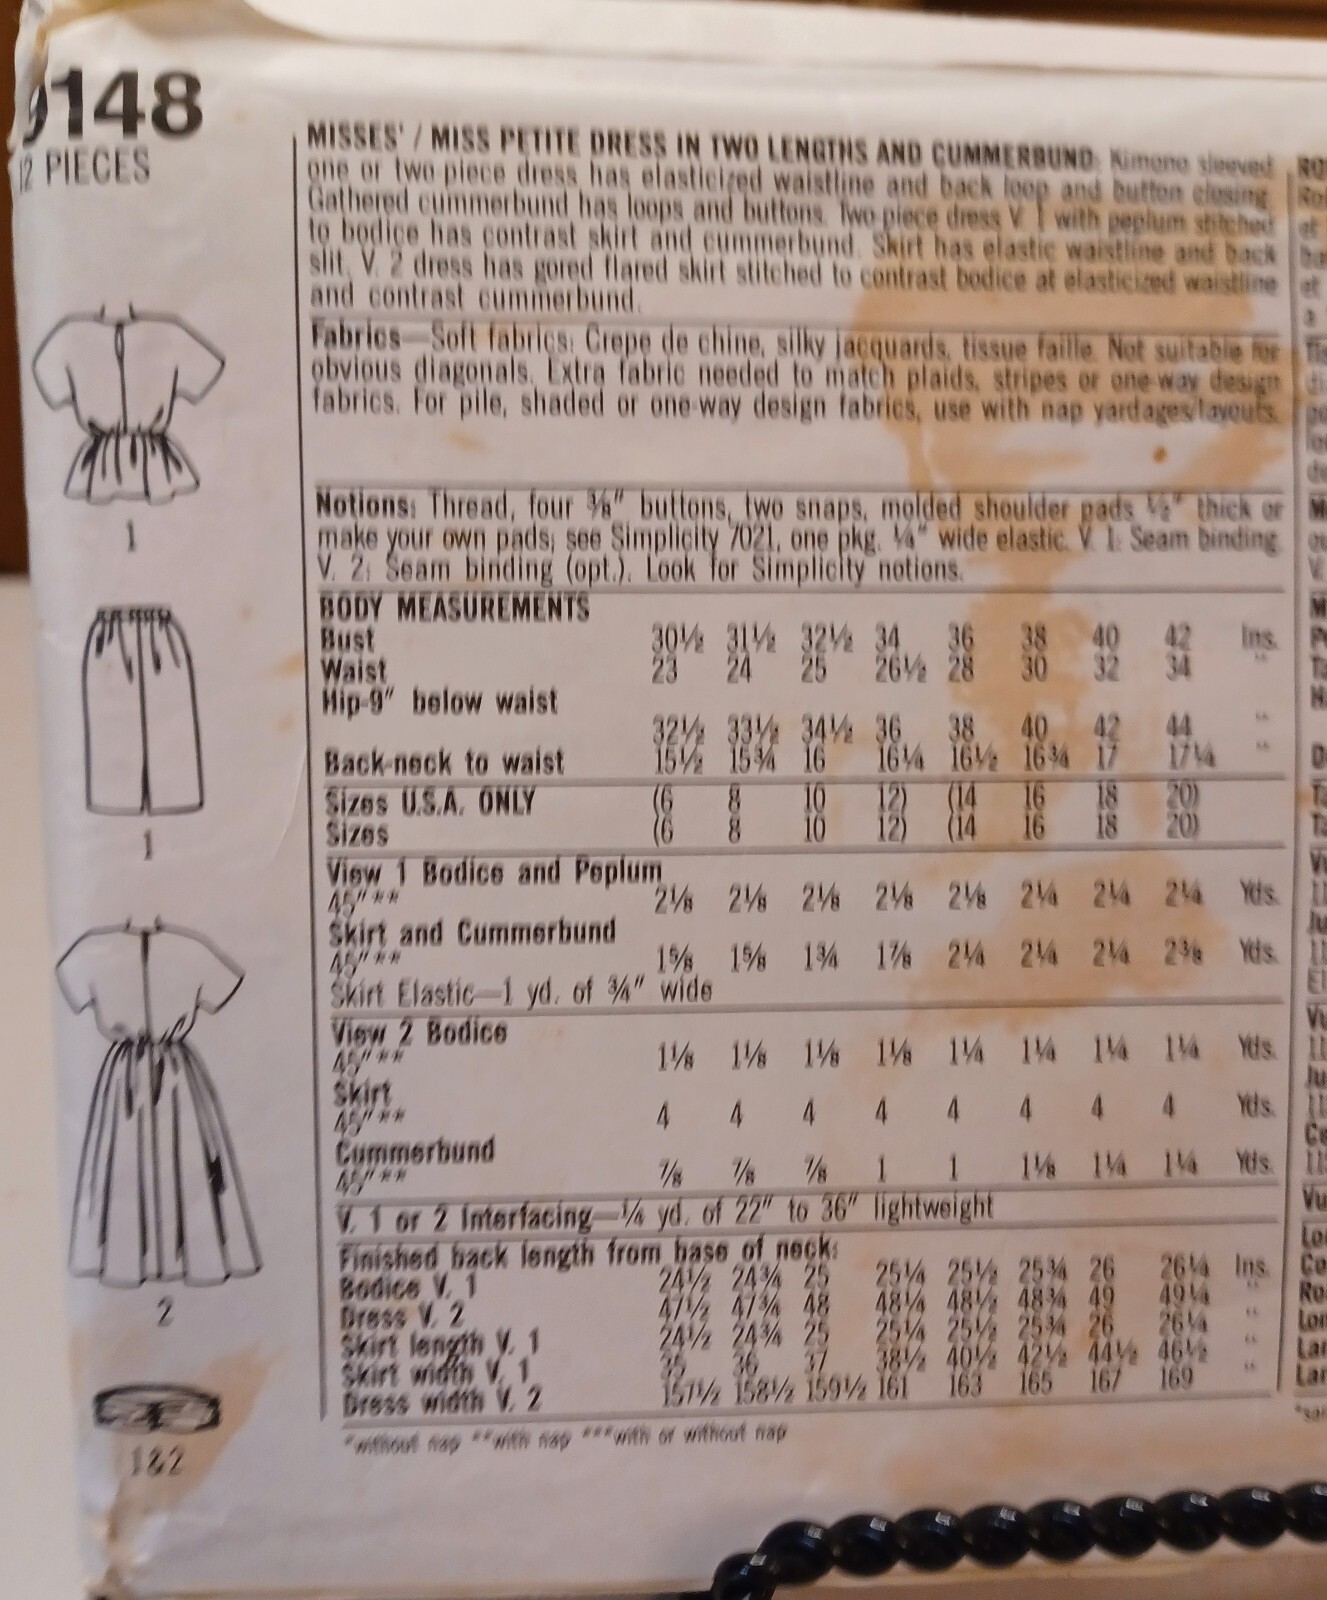 9148
12 PIECES
MISSES' / MISS PETITE DRESS IN TWO LENGTHS AND CUMMERBUND: Kimono sleeved
one or two-piece dress has elasticized waistline and back loop and button closing.
Gathered cummerbund has loops and buttons. Two-piece dress V. 1 with peplum stitched
to bodice has contrast skirt and cummerbund. Skirt has elastic waistline and back
slit. V. 2 dress has gored flared skirt stitched to contrast bodice at elasticized waistline
and contrast cummerbund.
Fabrics—Soft fabrics: Crepe de chine, silky jacquards, tissue faille. Not suitable for
obvious diagonals. Extra fabric needed to match plaids, stripes or one-way design
fabrics. For pile, shaded or one-way design fabrics, use with nap yardages/layouts.
Notions: Thread, four 3/8" buttons, two snaps, molded shoulder pads 1/2" thick or
make your own pads; see Simplicity 7021, one pkg. 1/4" wide elastic. V. 1: Seam binding.
V. 2: Seam binding (opt.). Look for Simplicity notions.
BODY MEASUREMENTS
Bust 30½ 31½ 32½ 34 36 38 40 42 Ins.
Waist 23 24 25 26½ 28 30 32 34 "
Hip-9" below waist
32½ 33½ 34½ 36 38 40 42 44 "
Back-neck to waist 15½ 15¾ 16 16¼ 16½ 16¾ 17 17¼ "
Sizes U.S.A. ONLY (6 8 10 12) (14 16 18 20)
Sizes (6 8 10 12) (14 16 18 20)
View 1 Bodice and Peplum
45"** 2⅛ 2⅛ 2⅛ 2⅛ 2⅛ 2¼ 2¼ 2¼ Yds.
Skirt and Cummerbund
45"** 1⅝ 1⅝ 1¾ 1⅞ 2¼ 2¼ 2¼ 2⅜ Yds.
Skirt Elastic—1 yd. of ¾" wide
View 2 Bodice
45"** 1⅛ 1⅛ 1⅛ 1⅛ 1¼ 1¼ 1¼ 1¼ Yds.
Skirt
45"** 4 4 4 4 4 4 4 4 Yds.
Cummerbund
45"** ⅞ ⅞ ⅞ 1 1 1⅛ 1¼ 1¼ Yds.
V. 1 or 2 Interfacing—¼ yd. of 22" to 36" lightweight
Finished back length from base of neck:
Bodice V. 1 24½ 24¾ 25 25¼ 25½ 25¾ 26 26¼ Ins.
Dress V. 2 47½ 47¾ 48 48¼ 48½ 48¾ 49 49¼ "
Skirt length V. 1 24½ 24¾ 25 25¼ 25½ 25¾ 26 26¼ "
Skirt width V. 1 35 36 37 38½ 40½ 42½ 44½ 46½ "
Dress width V. 2 157½ 158½ 159½ 161 163 165 167 169 "
*without nap **with nap ***with or without nap
1
1
2
1&2